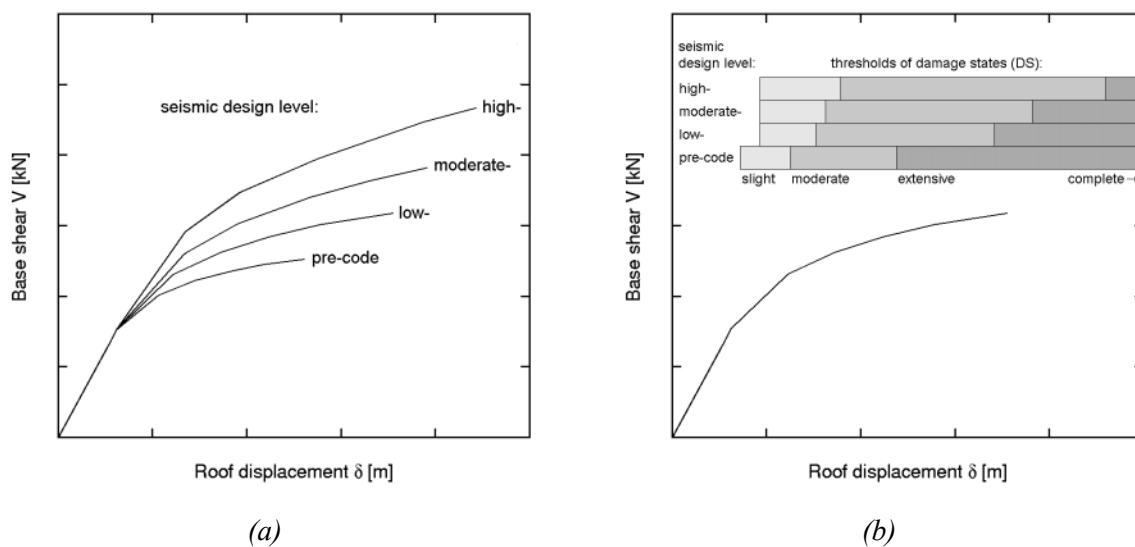 seismic design level:
high-
moderate-
low-
pre-code
Base shear V [kN]
Roof displacement δ [m]
(a)
seismic
design level:
thresholds of damage states (DS):
high-
moderate-
low-
pre-code
slight moderate extensive complete
Base shear V [kN]
Roof displacement δ [m]
(b)